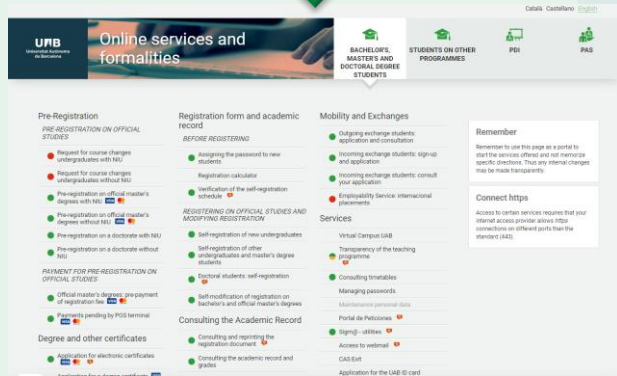 Català Castellano English
UAB
Universitat Autònoma
de Barcelona
Online services and
formalities
BACHELOR'S,
MASTER'S AND
DOCTORAL DEGREE
STUDENTS
STUDENTS ON OTHER
PROGRAMMES
PDI
PAS
Pre-Registration
PRE-REGISTRATION ON OFFICIAL
STUDIES
Request for course changes
undergraduates with NIU
Request for course changes
undergraduates without NIU
Pre-registration on official master's
degrees with NIU VISA
Pre-registration on official master's
degrees without NIU VISA
Pre-registration on a doctorate with NIU
Pre-registration on a doctorate without
NIU
PAYMENT FOR PRE-REGISTRATION ON
OFFICIAL STUDIES
Official master's degrees: pre-payment
of registration fee VISA
Payments pending by POS terminal
VISA
Degree and other certificates
Application for electronic certificates
VISA
Application for a degree certificate VISA
Registration form and academic
record
BEFORE REGISTERING
Assigning the password to new
students
Registration calculator
Verification of the self-registration
schedule
REGISTERING ON OFFICIAL STUDIES AND
MODIFYING REGISTRATION
Self-registration of new undergraduates
Self-registration of other
undergraduates and master's degree
students
Doctoral students: self-registration
Self-modification of registration on
bachelor's and official master's degrees
Consulting the Academic Record
Consulting and reprinting the
registration document
Consulting the academic record and
grades
Mobility and Exchanges
Outgoing exchange students:
application and consultation
Incoming exchange students: sign-up
and application
Incoming exchange students: consult
your application
Employability Service: internacional
placements
Services
Virtual Campus UAB
Transparency of the teaching
programme
Consulting timetables
Managing passwords
Maintenance personal data
Portal de Peticiones
Sigm@ - utilities
Access to webmail
CAS Exit
Application for the UAB ID card
Remember
Remember to use this page as a portal to
start the services offered and not memorize
specific directions. Thus any internal changes
may be made transparently.
Connect https
Access to certain services requires that your
internet access provider allows https
connections on different ports than the
standard (443).